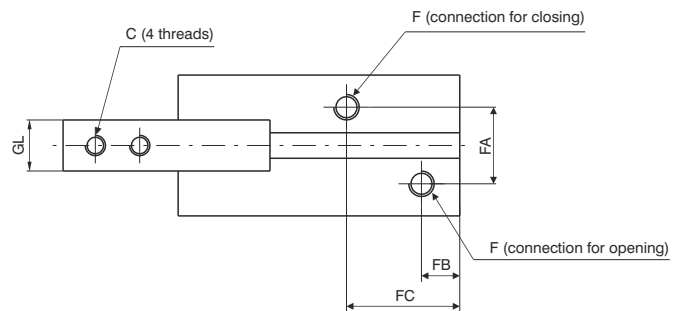 F (connection for closing)
C (4 threads)
GL
FA
F (connection for opening)
FB
FC